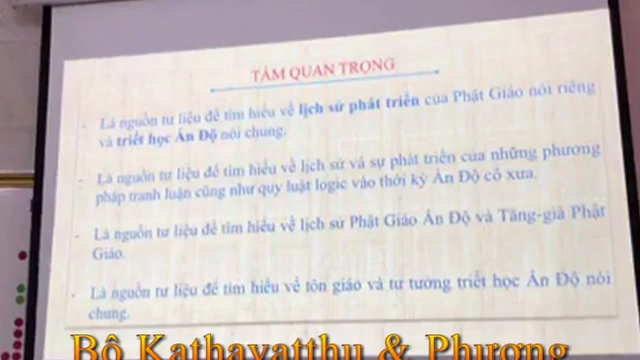 TẦM QUAN TRỌNG
- Là nguồn tư liệu để tìm hiểu về lịch sử phát triển của Phật Giáo nói riêng
và triết học Ấn Độ nói chung.
- Là nguồn tư liệu để tìm hiểu về lịch sử và sự phát triển của những phương
pháp tranh luận cũng như quy luật logic vào thời kỳ Ấn Độ cổ xưa.
- Là nguồn tư liệu để tìm hiểu về lịch sử Phật Giáo Ấn Độ và Tăng-già Phật
Giáo.
- Là nguồn tư liệu để tìm hiểu về tôn giáo và tư tưởng triết học Ấn Độ nói
chung.
Bộ Kathavatthu & Phương